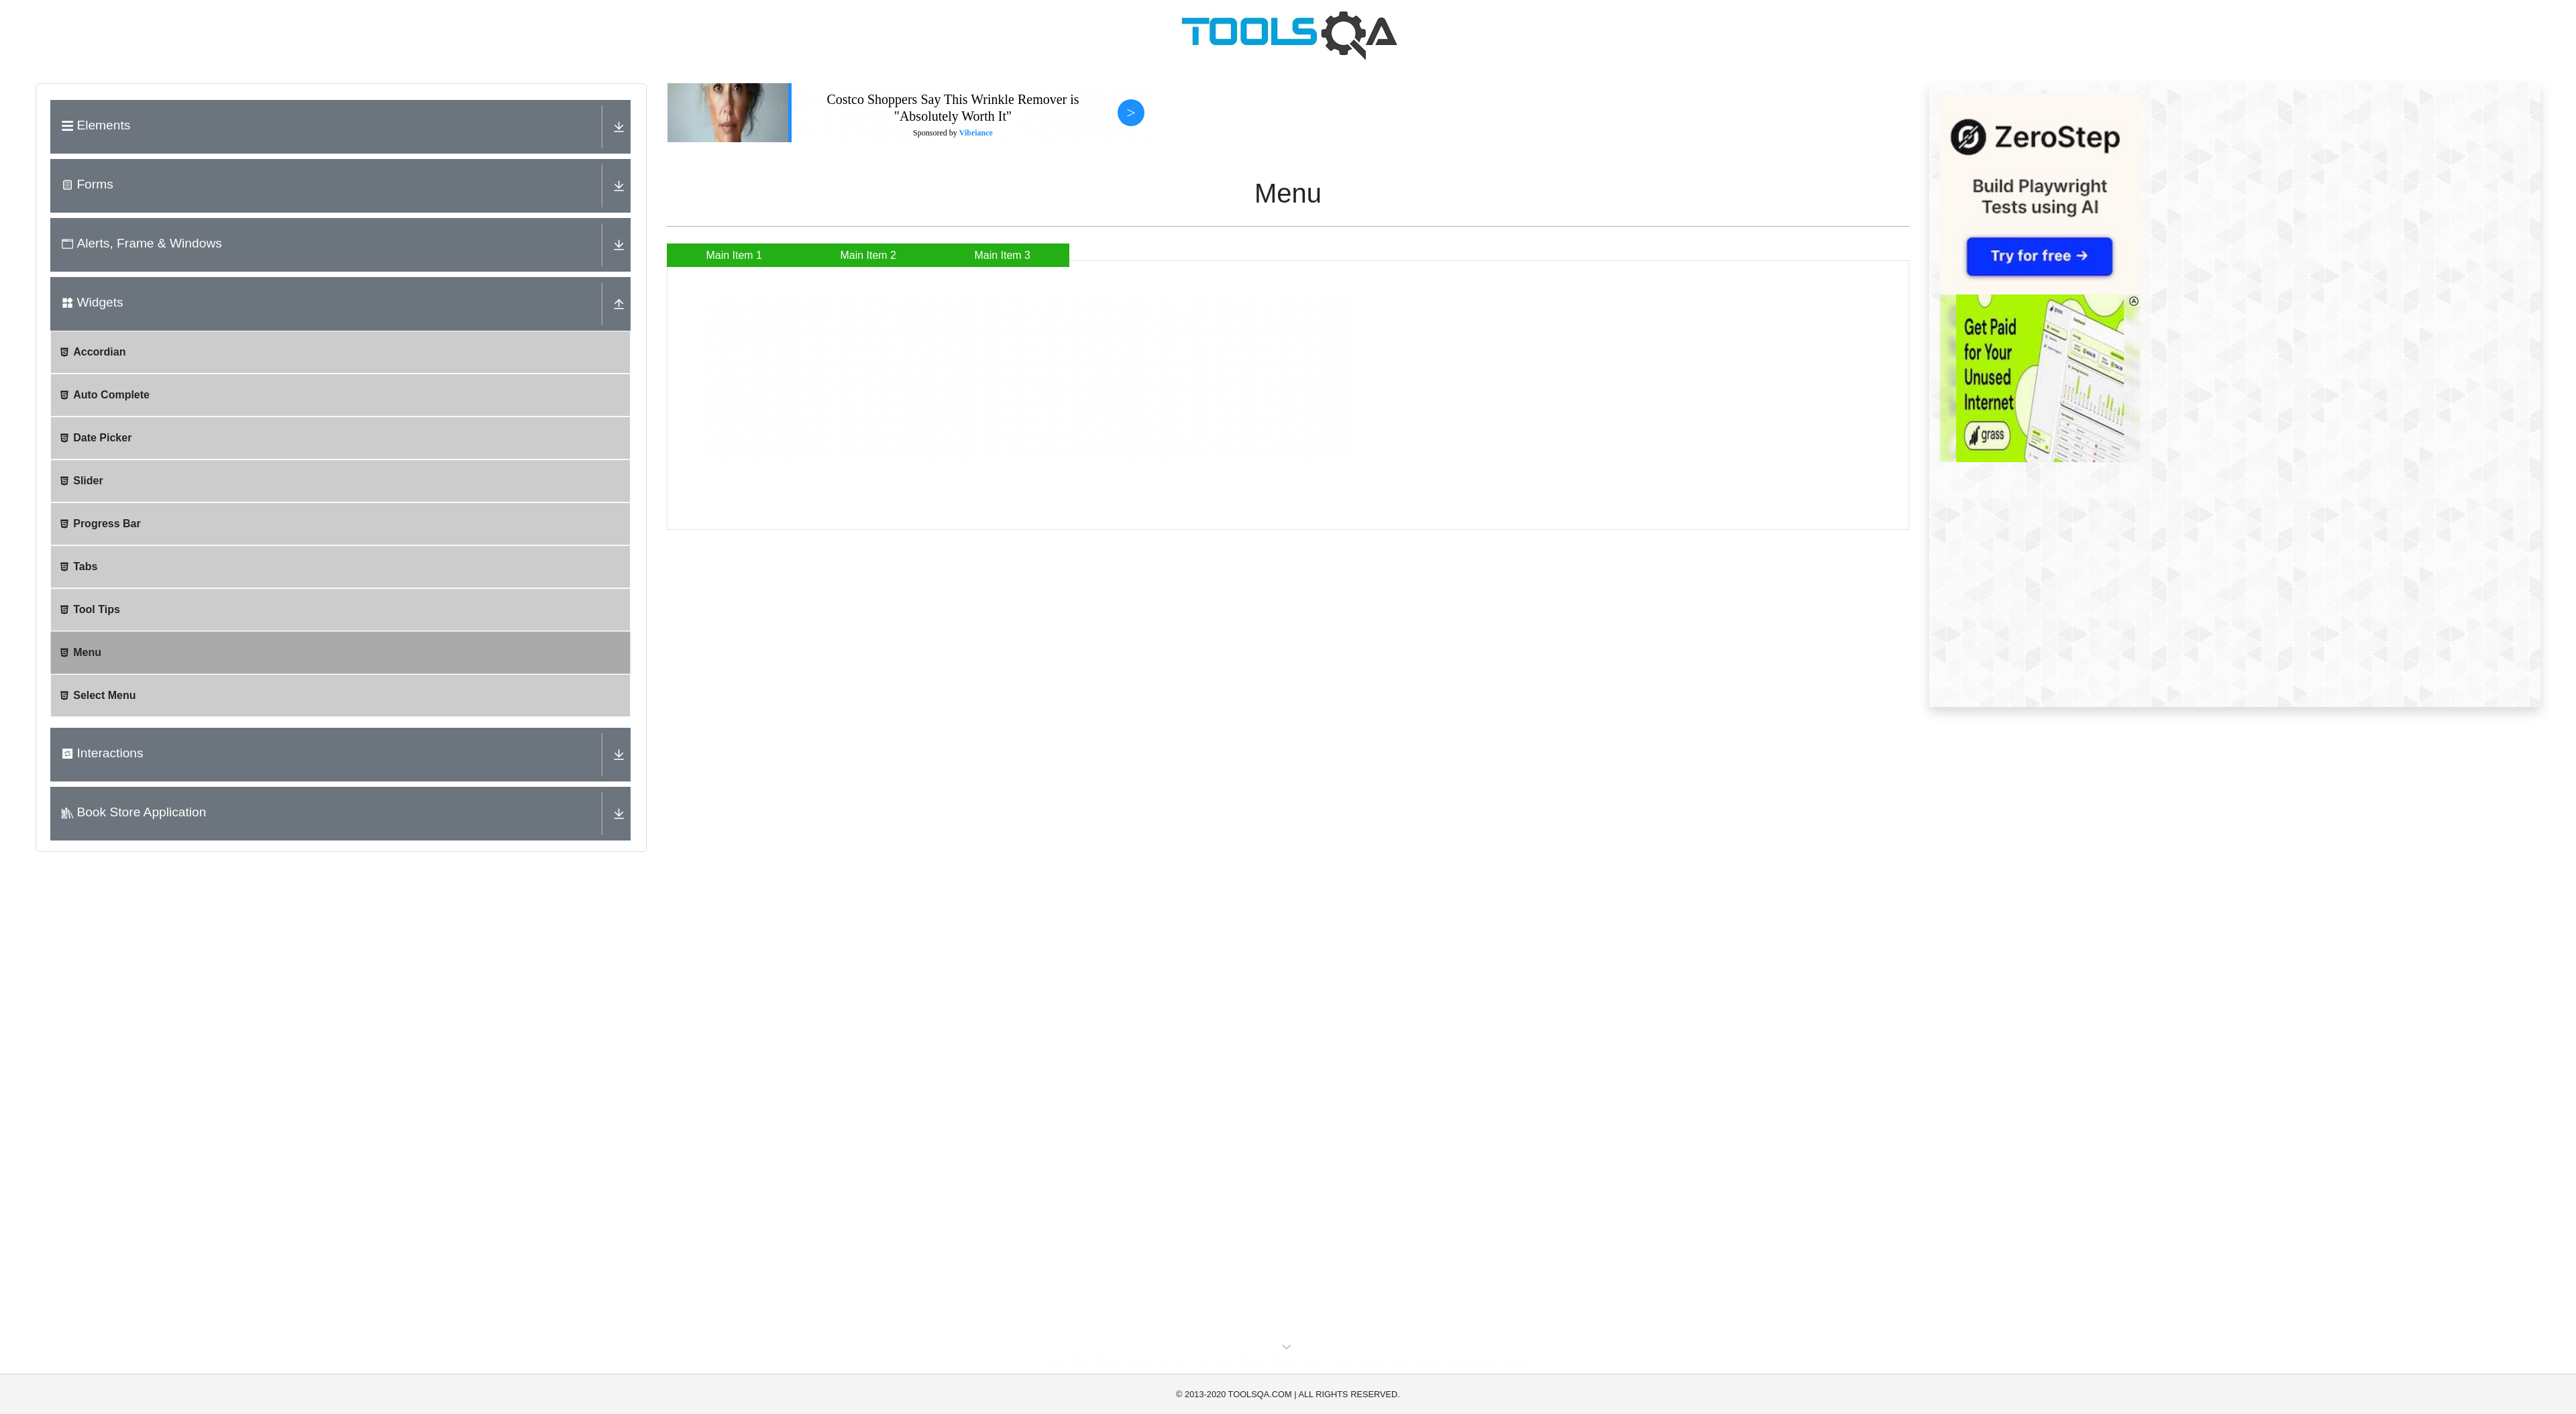 TOOLSQA
Elements
Forms
Alerts, Frame & Windows
Widgets
Accordian
Auto Complete
Date Picker
Slider
Progress Bar
Tabs
Tool Tips
Menu
Select Menu
Interactions
Book Store Application
Costco Shoppers Say This Wrinkle Remover is
"Absolutely Worth It"
Sponsored by Vibriance
>
Menu
Main Item 1
Main Item 2
Main Item 3
ZeroStep
Build Playwright
Tests using AI
Try for free →
Get Paid
for Your
Unused
Internet
grass
© 2013-2020 TOOLSQA.COM | ALL RIGHTS RESERVED.